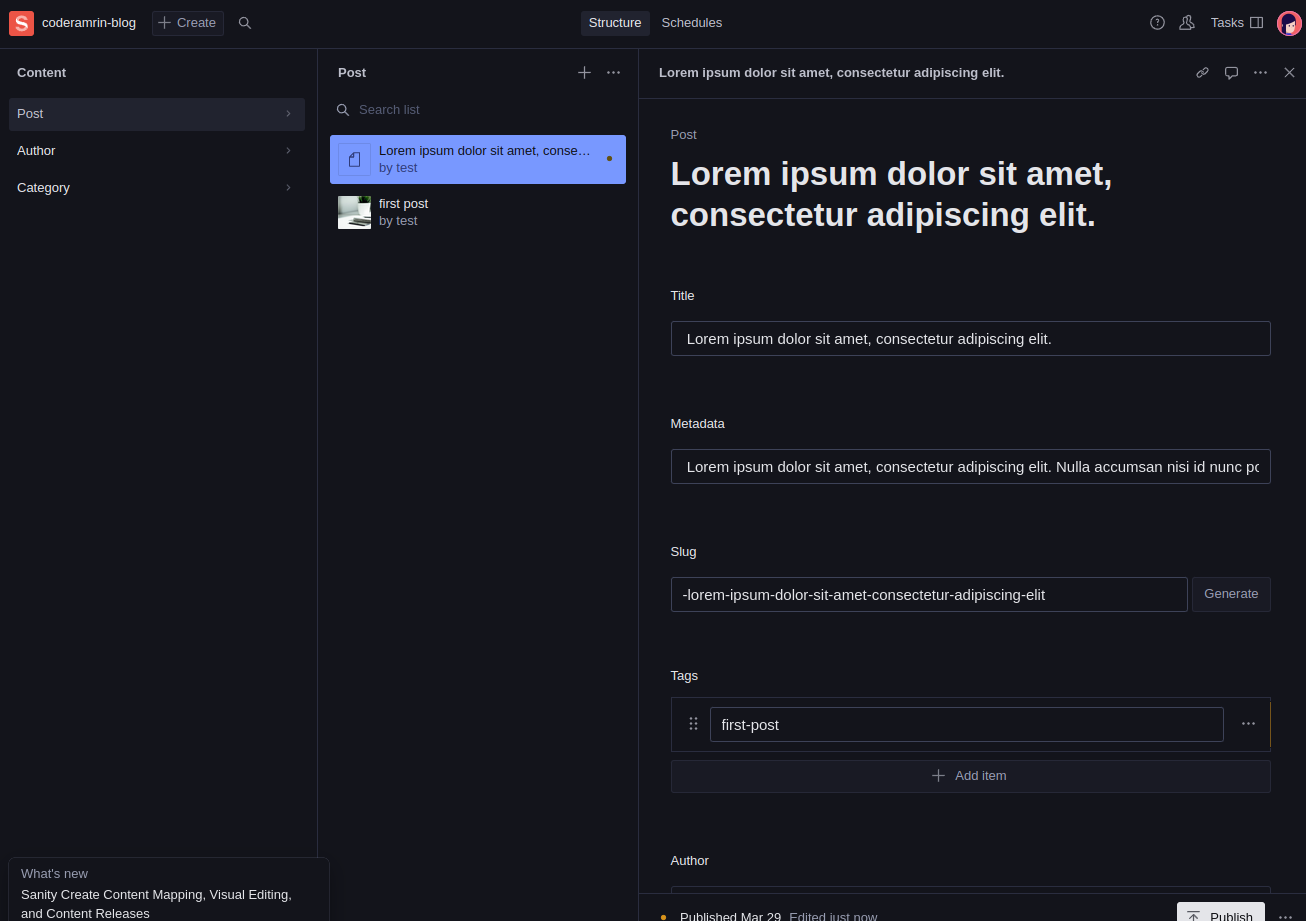 S coderamrin-blog Create Structure Schedules Tasks
Content
Post
Author
Category
Post
Search list
Lorem ipsum dolor sit amet, conse...
by test
first post
by test
Lorem ipsum dolor sit amet, consectetur adipiscing elit.
Post
Lorem ipsum dolor sit amet,
consectetur adipiscing elit.
Title
Lorem ipsum dolor sit amet, consectetur adipiscing elit.
Metadata
Lorem ipsum dolor sit amet, consectetur adipiscing elit. Nulla accumsan nisi id nunc po
Slug
-lorem-ipsum-dolor-sit-amet-consectetur-adipiscing-elit Generate
Tags
first-post
Add item
Author
Published Mar 29 Edited just now Publish
What's new
Sanity Create Content Mapping, Visual Editing,
and Content Releases